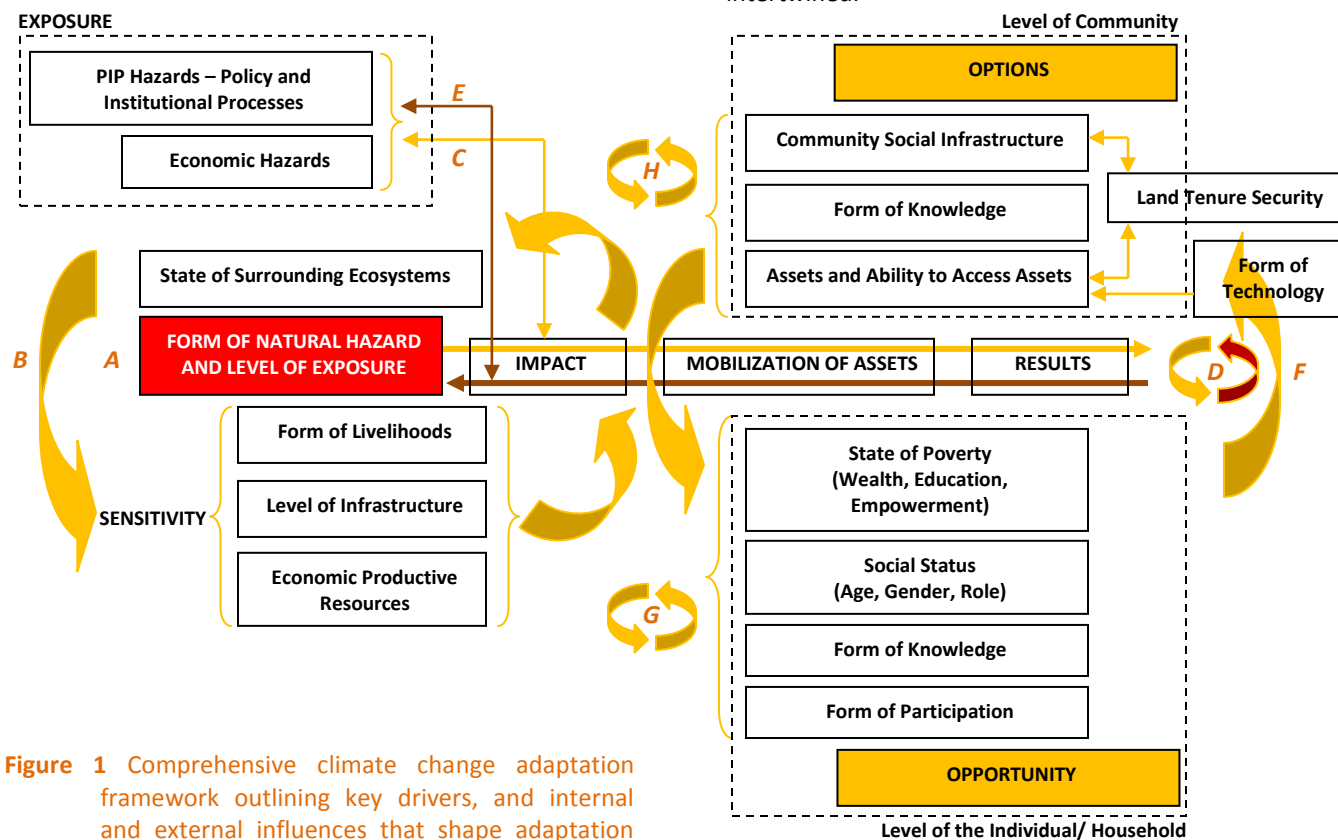 intertwined.
EXPOSURE
PIP Hazards – Policy and
Institutional Processes
Economic Hazards
E
C
Level of Community
OPTIONS
Community Social Infrastructure
Form of Knowledge
Assets and Ability to Access Assets
H
Land Tenure Security
Form of
Technology
State of Surrounding Ecosystems
B
A
FORM OF NATURAL HAZARD
AND LEVEL OF EXPOSURE
IMPACT
MOBILIZATION OF ASSETS
RESULTS
D
F
SENSITIVITY
Form of Livelihoods
Level of Infrastructure
Economic Productive
Resources
G
State of Poverty
(Wealth, Education,
Empowerment)
Social Status
(Age, Gender, Role)
Form of Knowledge
Form of Participation
OPPORTUNITY
Level of the Individual/ Household
Figure 1 Comprehensive climate change adaptation
framework outlining key drivers, and internal
and external influences that shape adaptation